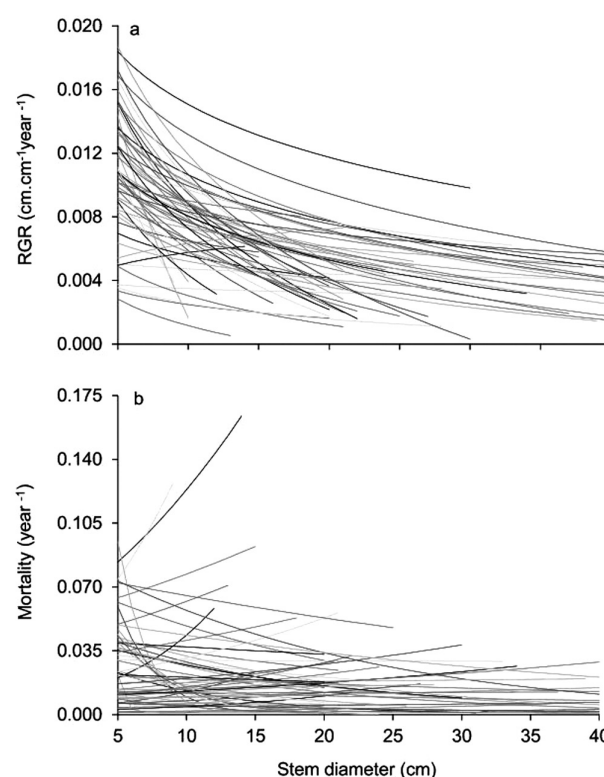 a
0.020
0.016
0.012
0.008
0.004
0.000
RGR (cm.cm⁻¹year ⁻¹)
b
0.175
0.140
0.105
0.070
0.035
0.000
Mortality (year ⁻¹)
5 10 15 20 25 30 35 40
Stem diameter (cm)